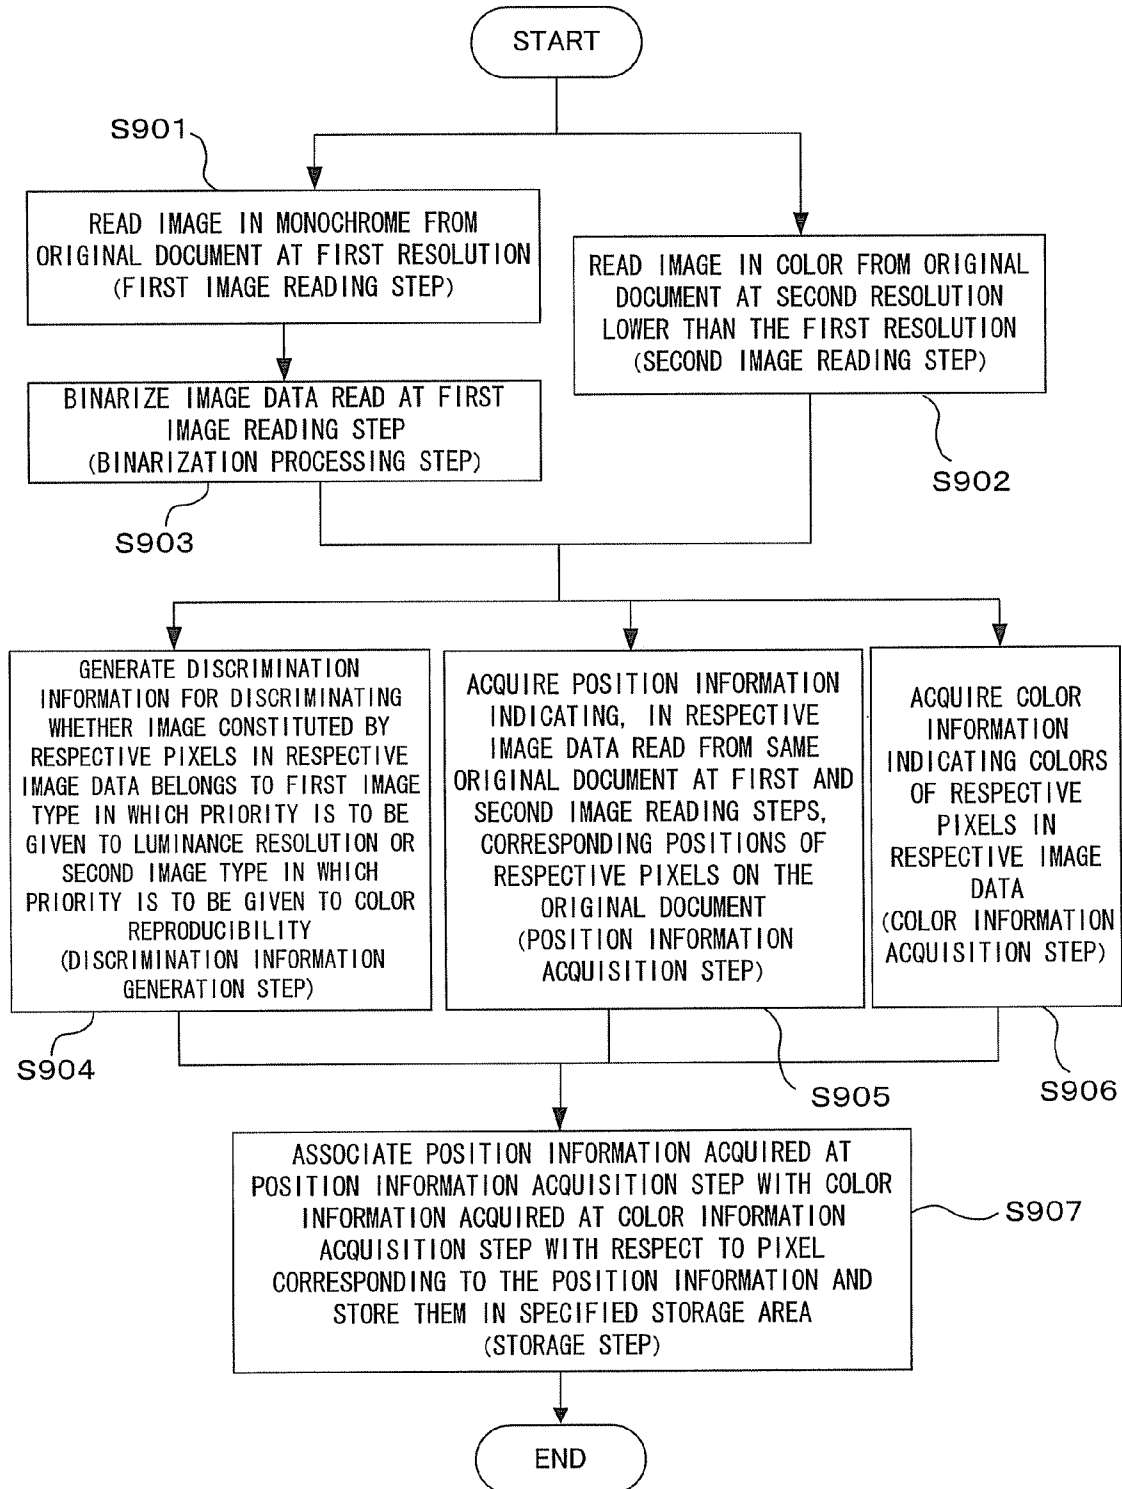 START
S901
READ IMAGE IN MONOCHROME FROM
ORIGINAL DOCUMENT AT FIRST RESOLUTION
(FIRST IMAGE READING STEP)
READ IMAGE IN COLOR FROM ORIGINAL
DOCUMENT AT SECOND RESOLUTION
LOWER THAN THE FIRST RESOLUTION
(SECOND IMAGE READING STEP)
BINARIZE IMAGE DATA READ AT FIRST
IMAGE READING STEP
(BINARIZATION PROCESSING STEP)
S902
S903
GENERATE DISCRIMINATION
INFORMATION FOR DISCRIMINATING
WHETHER IMAGE CONSTITUTED BY
RESPECTIVE PIXELS IN RESPECTIVE
IMAGE DATA BELONGS TO FIRST IMAGE
TYPE IN WHICH PRIORITY IS TO BE
GIVEN TO LUMINANCE RESOLUTION OR
SECOND IMAGE TYPE IN WHICH
PRIORITY IS TO BE GIVEN TO COLOR
REPRODUCIBILITY
(DISCRIMINATION INFORMATION
GENERATION STEP)
ACQUIRE POSITION INFORMATION
INDICATING, IN RESPECTIVE
IMAGE DATA READ FROM SAME
ORIGINAL DOCUMENT AT FIRST AND
SECOND IMAGE READING STEPS,
CORRESPONDING POSITIONS OF
RESPECTIVE PIXELS ON THE
ORIGINAL DOCUMENT
(POSITION INFORMATION
ACQUISITION STEP)
ACQUIRE COLOR
INFORMATION
INDICATING COLORS
OF RESPECTIVE
PIXELS IN
RESPECTIVE IMAGE
DATA
(COLOR INFORMATION
ACQUISITION STEP)
S904
S905
S906
ASSOCIATE POSITION INFORMATION ACQUIRED AT
POSITION INFORMATION ACQUISITION STEP WITH COLOR
INFORMATION ACQUIRED AT COLOR INFORMATION
ACQUISITION STEP WITH RESPECT TO PIXEL
CORRESPONDING TO THE POSITION INFORMATION AND
STORE THEM IN SPECIFIED STORAGE AREA
(STORAGE STEP)
S907
END